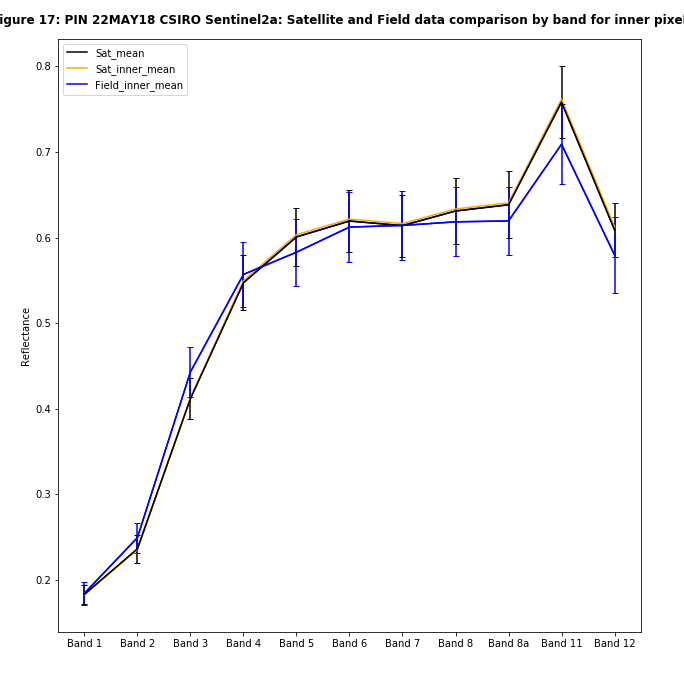 igure 17: PIN 22MAY18 CSIRO Sentinel2a: Satellite and Field data comparison by band for inner pixel
Sat_mean
Sat_inner_mean
Field_inner_mean
0.8
0.7
0.6
0.5
0.4
0.3
0.2
Reflectance
Band 1 Band 2 Band 3 Band 4 Band 5 Band 6 Band 7 Band 8 Band 8a Band 11 Band 12